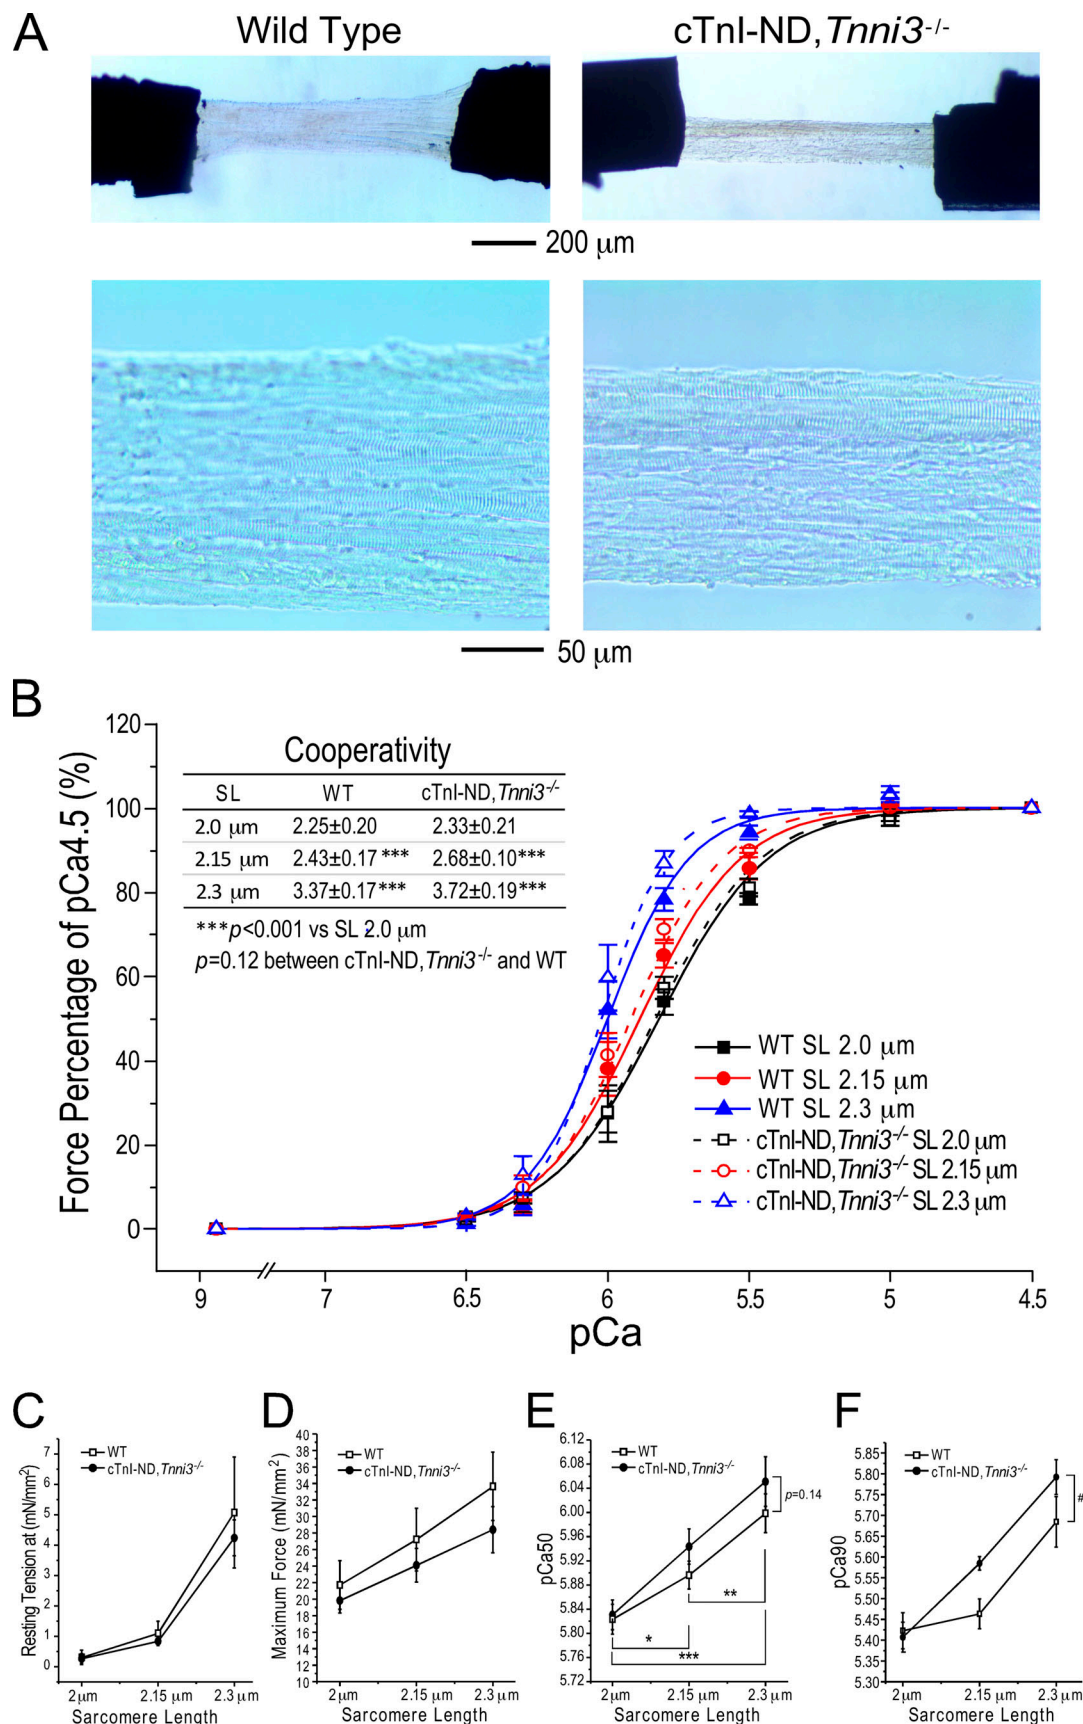 A
Wild Type
cTnI-ND,Tnni3-/-
200 μm
50 μm
B
Force Percentage of pCa4.5 (%)
120
100
80
60
40
20
0
Cooperativity
SL WT cTnI-ND,Tnni3-/-
2.0 μm 2.25±0.20 2.33±0.21
2.15 μm 2.43±0.17*** 2.68±0.10***
2.3 μm 3.37±0.17*** 3.72±0.19***
***p<0.001 vs SL 2.0 μm
p=0.12 between cTnI-ND,Tnni3-/- and WT
WT SL 2.0 μm
WT SL 2.15 μm
WT SL 2.3 μm
cTnI-ND,Tnni3-/- SL 2.0 μm
cTnI-ND,Tnni3-/- SL 2.15 μm
cTnI-ND,Tnni3-/- SL 2.3 μm
9 7 6.5 6 5.5 5 4.5
pCa
C
Resting Tension at (mN/mm²)
7
6
5
4
3
2
1
0
WT
cTnI-ND,Tnni3-/-
2 μm 2.15 μm 2.3 μm
Sarcomere Length
D
Maximum Force (mN/mm²)
40
38
36
34
32
30
28
26
24
22
20
18
16
14
12
10
WT
cTnI-ND,Tnni3-/-
2 μm 2.15 μm 2.3 μm
Sarcomere Length
E
pCa50
6.12
6.08
6.04
6.00
5.96
5.92
5.88
5.84
5.80
5.76
5.72
WT
cTnI-ND,Tnni3-/-
p=0.14
**
*
***
2 μm 2.15 μm 2.3 μm
Sarcomere Length
F
pCa90
5.85
5.80
5.75
5.70
5.65
5.60
5.55
5.50
5.45
5.40
5.35
5.30
WT
cTnI-ND,Tnni3-/-
#
2 μm 2.15 μm 2.3 μm
Sarcomere Length